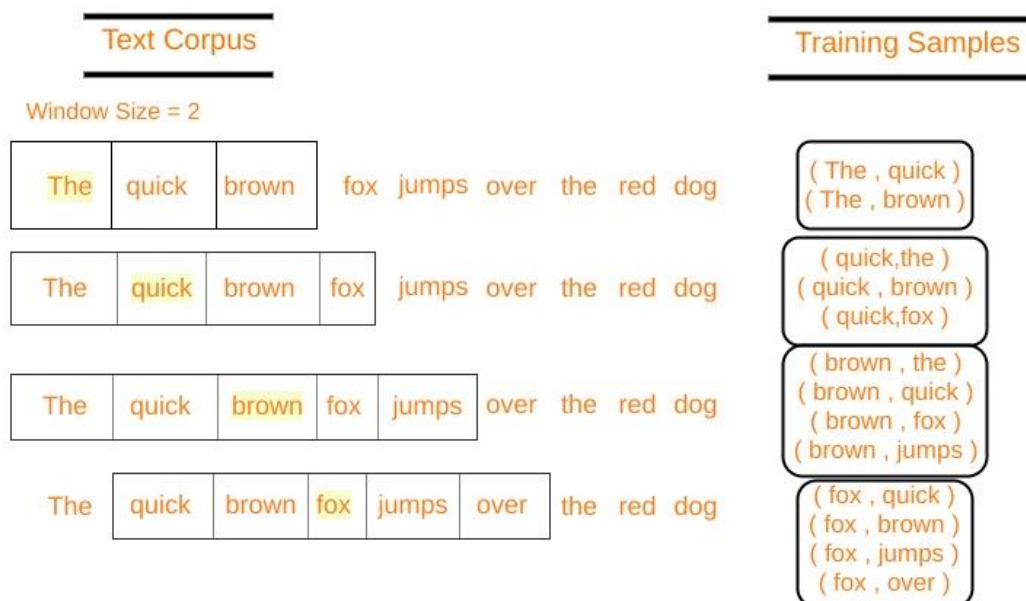 Text Corpus
Training Samples
Window Size = 2
The quick brown fox jumps over the red dog
( The , quick )
( The , brown )
The quick brown fox jumps over the red dog
( quick,the )
( quick , brown )
( quick,fox )
The quick brown fox jumps over the red dog
( brown , the )
( brown , quick )
( brown , fox )
( brown , jumps )
The quick brown fox jumps over the red dog
( fox , quick )
( fox , brown )
( fox , jumps )
( fox , over )